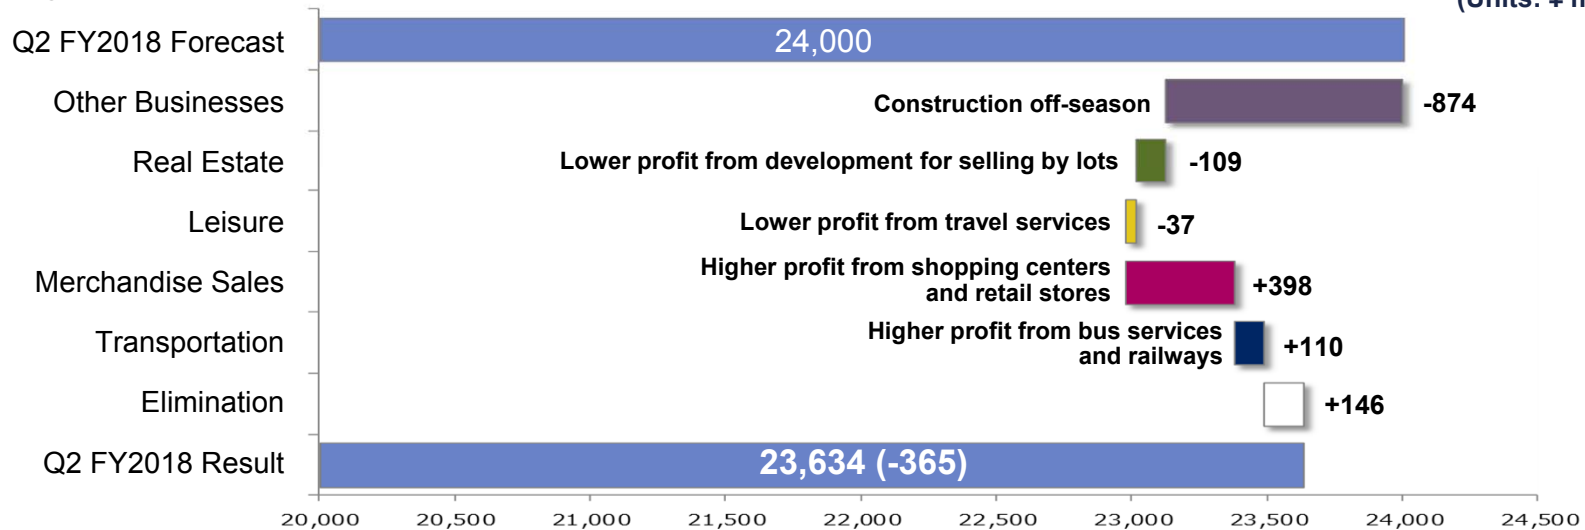 (Units: ¥
Q2 FY2018 Forecast
24,000
Other Businesses
Construction off-season
-874
Real Estate
Lower profit from development for selling by lots
-109
Leisure
Lower profit from travel services
-37
Merchandise Sales
Higher profit from shopping centers
and retail stores
+398
Transportation
Higher profit from bus services
and railways
+110
Elimination
+146
Q2 FY2018 Result
23,634 (-365)
20,000 20,500 21,000 21,500 22,000 22,500 23,000 23,500 24,000 24,500